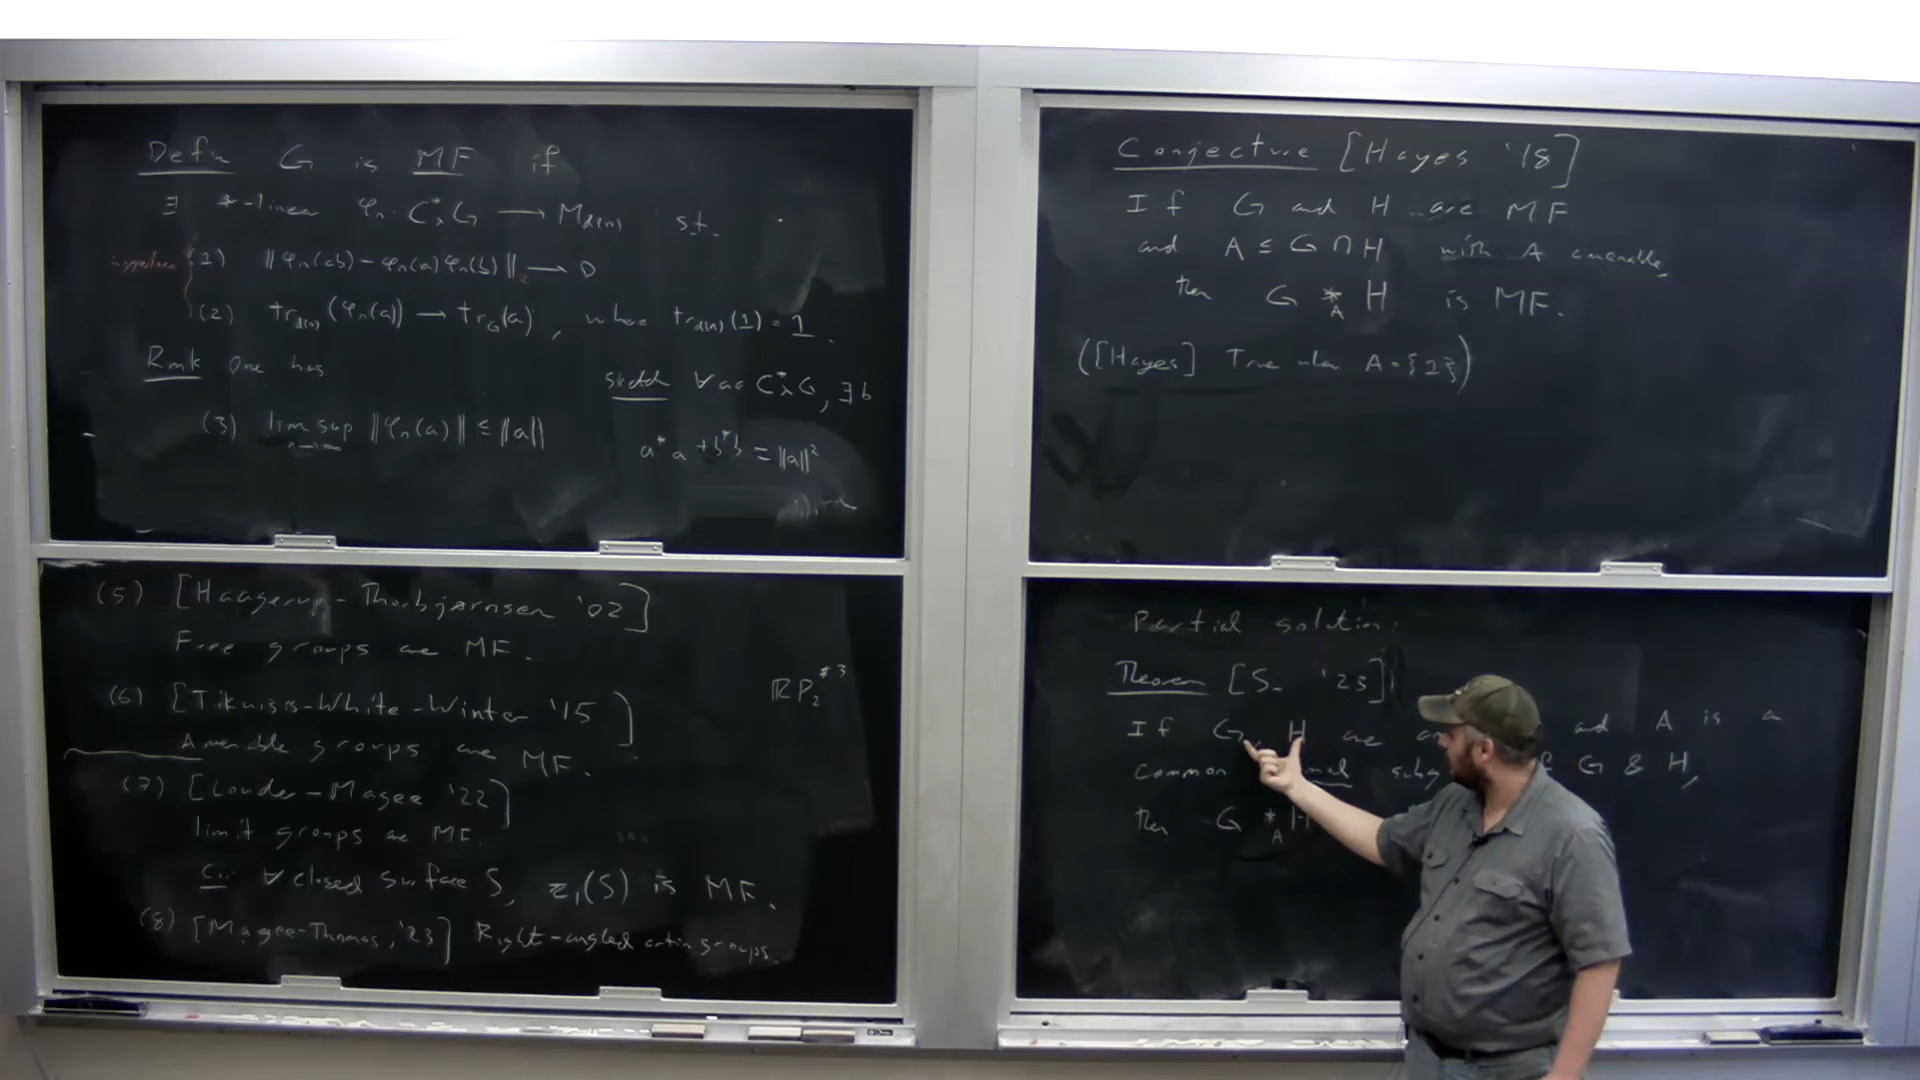 Defn G is MF if
∃ *-linear φn: C*λG → Md(n) s.t.
(1) ‖φn(ab) - φn(a)φn(b)‖2 → 0
(2) trd(n)(φn(a)) → trG(a), where trd(n)(1) = 1.
Rmk One has
(3) lim sup n→∞ ‖φn(a)‖ ≤ ‖a‖
sketch ∀a∈C*λG, ∃b
a*a + b*b = ‖a‖²
(5) [Haagerup-Thorbjørnsen '02]
Free groups are MF.
(6) [Tikuisis-White-Winter '15]
Amenable groups are MF.
RP2#3
(7) [Louder-Magee '22]
limit groups are MF.
Cor ∀ closed surface S, π1(S) is MF.
(8) [Magee-Thomas, '23] Right-angled artin groups.
Conjecture [Hayes '18]
If G and H are MF
and A ≤ G ∩ H with A amenable,
then G *A H is MF.
([Hayes] True when A={1})
Partial solution:
Theorem [S- '23]
If G, H are and A is a
common G & H,
then G *A H